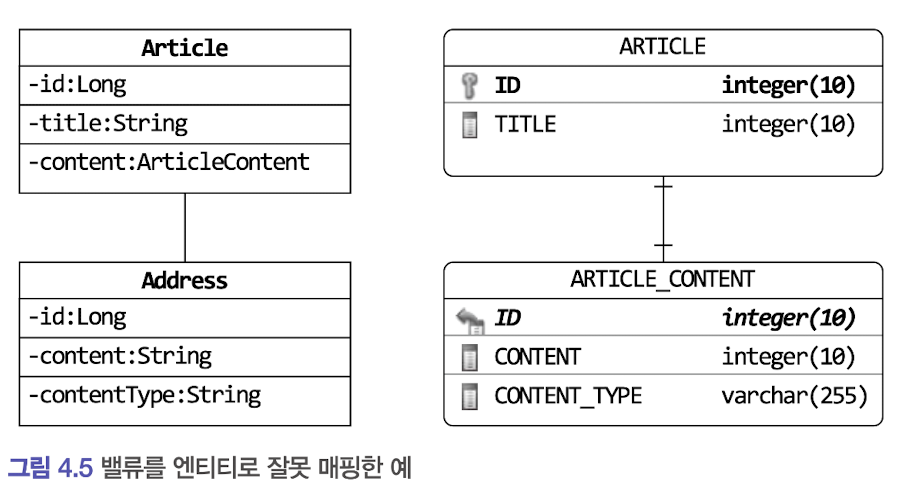 Article
-id:Long
-title:String
-content:ArticleContent
Address
-id:Long
-content:String
-contentType:String
ARTICLE
ID integer(10)
TITLE integer(10)
ARTICLE_CONTENT
ID integer(10)
CONTENT integer(10)
CONTENT_TYPE varchar(255)
그림 4.5 밸류를 엔티티로 잘못 매핑한 예